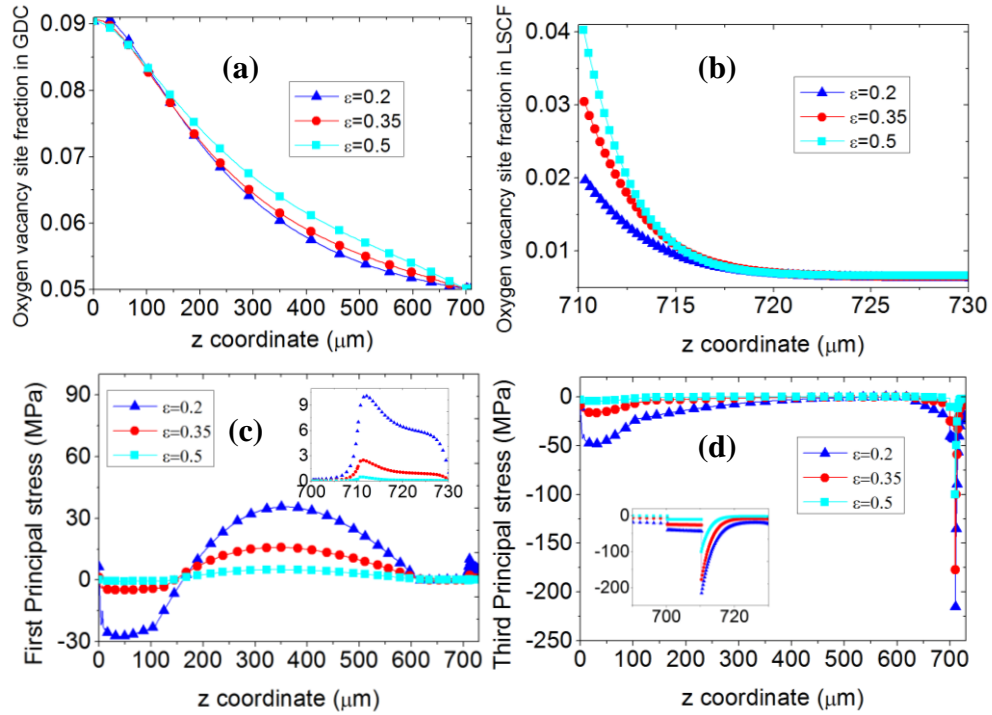 Oxygen vacancy site fraction in GDC
0.09
0.08
0.07
0.06
0.05
(a)
ε=0.2
ε=0.35
ε=0.5
0 100 200 300 400 500 600 700
z coordinate (μm)
Oxygen vacancy site fraction in LSCF
0.04
0.03
0.02
0.01
(b)
ε=0.2
ε=0.35
ε=0.5
710 715 720 725 730
z coordinate (μm)
First Principal stress (MPa)
90
60
30
0
-30
ε=0.2
ε=0.35
ε=0.5
(c)
9
6
3
0
700 710 720 730
0 100 200 300 400 500 600 700
z coordinate (μm)
Third Principal stress (MPa)
0
-50
-100
-150
-200
-250
(d)
ε=0.2
ε=0.35
ε=0.5
0
-100
-200
700 720
0 100 200 300 400 500 600 700
z coordinate (μm)